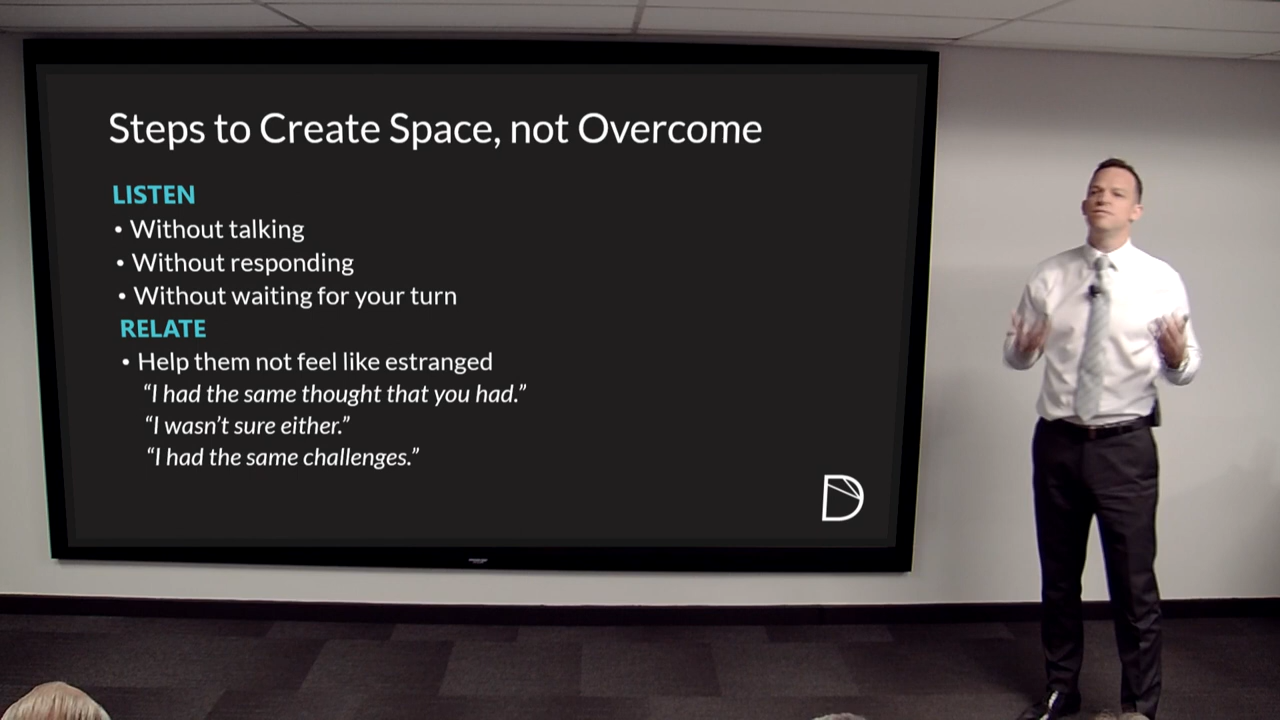 Steps to Create Space, not Overcome
LISTEN
• Without talking
• Without responding
• Without waiting for your turn
RELATE
• Help them not feel like estranged
“I had the same thought that you had.”
“I wasn’t sure either.”
“I had the same challenges.”